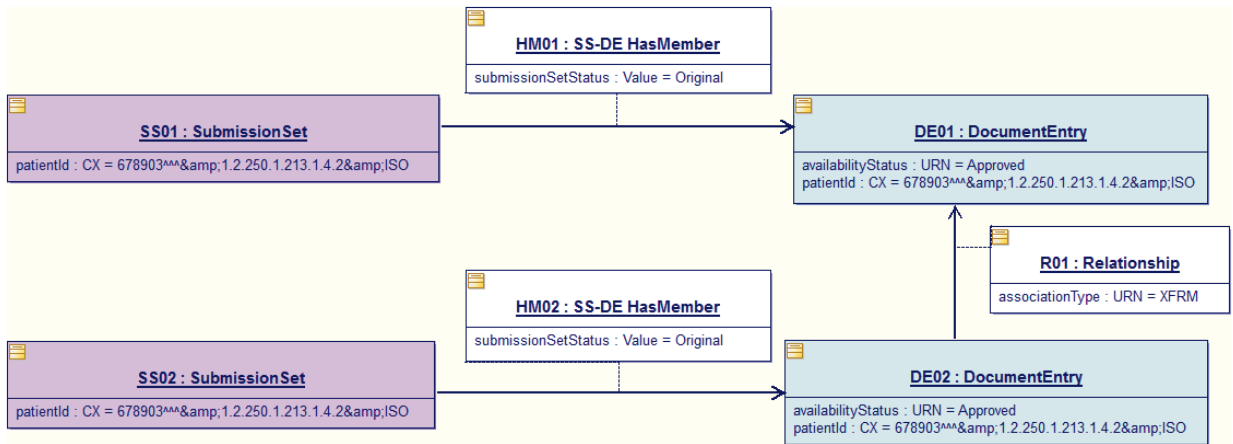 HM01 : SS-DE HasMember
submissionSetStatus : Value = Original
SS01 : SubmissionSet
patientId : CX = 678903^^^&amp;1.2.250.1.213.1.4.2&amp;ISO
DE01 : DocumentEntry
availabilityStatus : URN = Approved
patientId : CX = 678903^^^&amp;1.2.250.1.213.1.4.2&amp;ISO
R01 : Relationship
associationType : URN = XFRM
HM02 : SS-DE HasMember
submissionSetStatus : Value = Original
SS02 : SubmissionSet
patientId : CX = 678903^^^&amp;1.2.250.1.213.1.4.2&amp;ISO
DE02 : DocumentEntry
availabilityStatus : URN = Approved
patientId : CX = 678903^^^&amp;1.2.250.1.213.1.4.2&amp;ISO